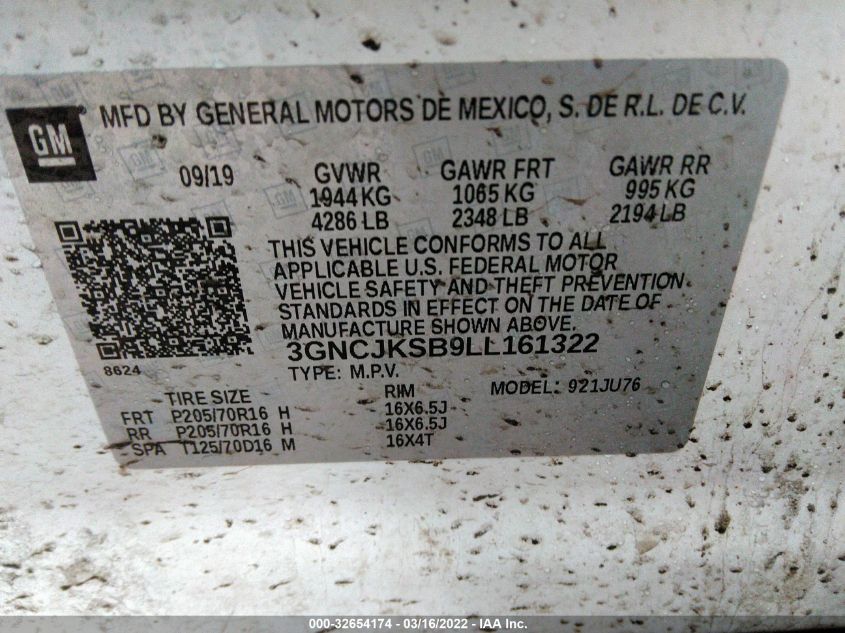 GM
MFD BY GENERAL MOTORS DE MEXICO, S. DE R.L. DE C.V.
09/19 GVWR GAWR FRT GAWR RR
1944 KG 1065 KG 995 KG
4286 LB 2348 LB 2194 LB
THIS VEHICLE CONFORMS TO ALL
APPLICABLE U.S. FEDERAL MOTOR
VEHICLE SAFETY AND THEFT PREVENTION
STANDARDS IN EFFECT ON THE DATE OF
MANUFACTURE SHOWN ABOVE.
8624 3GNCJKSB9LL161322
TYPE: M.P.V. MODEL: 921JU76
TIRE SIZE RIM
FRT P205/70R16 H 16X6.5J
RR P205/70R16 H 16X6.5J
SPA T125/70D16 M 16X4T
000-32654174 - 03/16/2022 - IAA Inc.